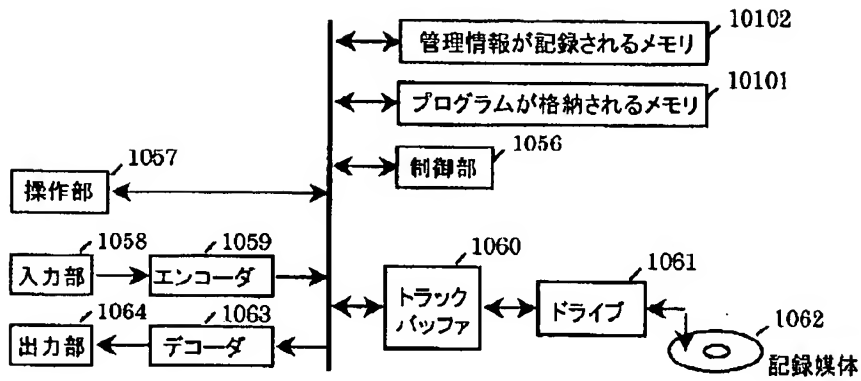 10102
管理情報が記録されるメモリ
10101
プログラムが格納されるメモリ
1056
制御部
1057
操作部
1058
入力部
1059
エンコーダ
1060
トラック
バッファ
1061
ドライブ
1062
記録媒体
1064
出力部
1063
デコーダ